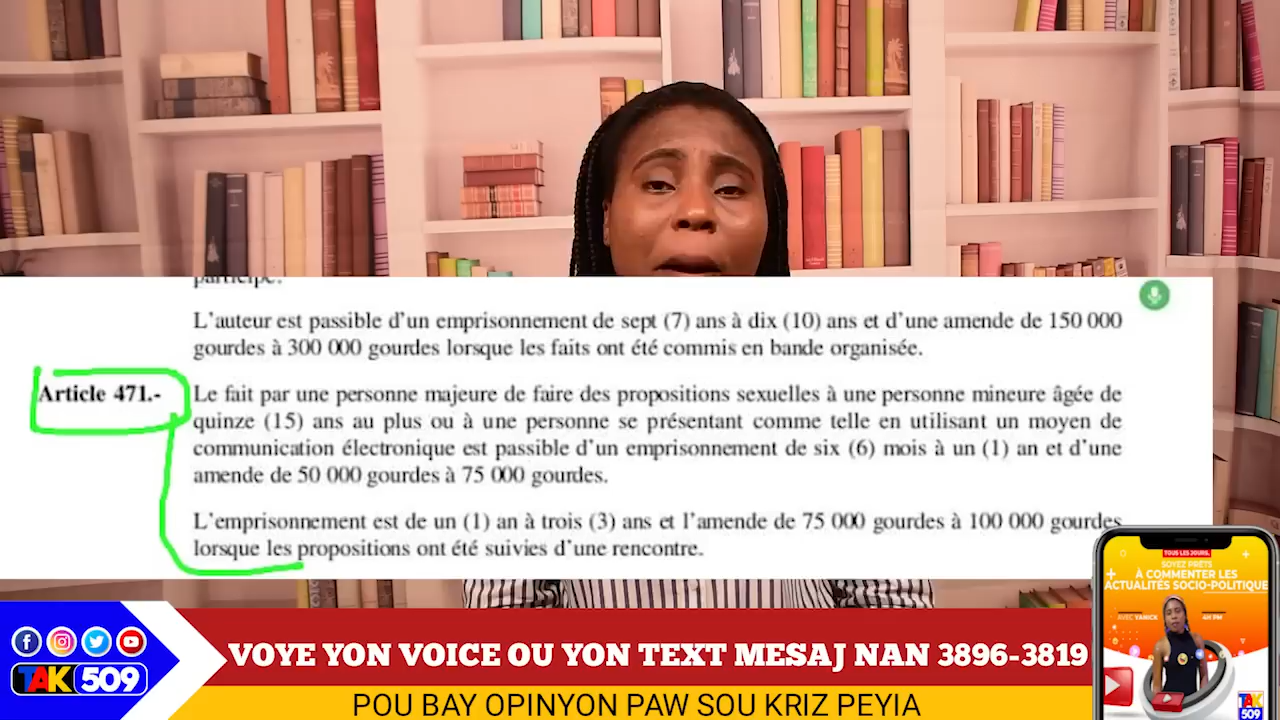 participe.
L'auteur est passible d'un emprisonnement de sept (7) ans à dix (10) ans et d'une amende de 150 000
gourdes à 300 000 gourdes lorsque les faits ont été commis en bande organisée.
Article 471.- Le fait par une personne majeure de faire des propositions sexuelles à une personne mineure âgée de
quinze (15) ans au plus ou à une personne se présentant comme telle en utilisant un moyen de
communication électronique est passible d'un emprisonnement de six (6) mois à un (1) an et d'une
amende de 50 000 gourdes à 75 000 gourdes.
L'emprisonnement est de un (1) an à trois (3) ans et l'amende de 75 000 gourdes à 100 000 gourdes
lorsque les propositions ont été suivies d'une rencontre.
TOUS LES JOURS,
SOYEZ PRÊTS
À COMMENTER LES
ACTUALITÉS SOCIO-POLITIQUE
AVEC YANICK
4H PM
TAK
509
TAK 509
VOYE YON VOICE OU YON TEXT MESAJ NAN 3896-3819
POU BAY OPINYON PAW SOU KRIZ PEYIA